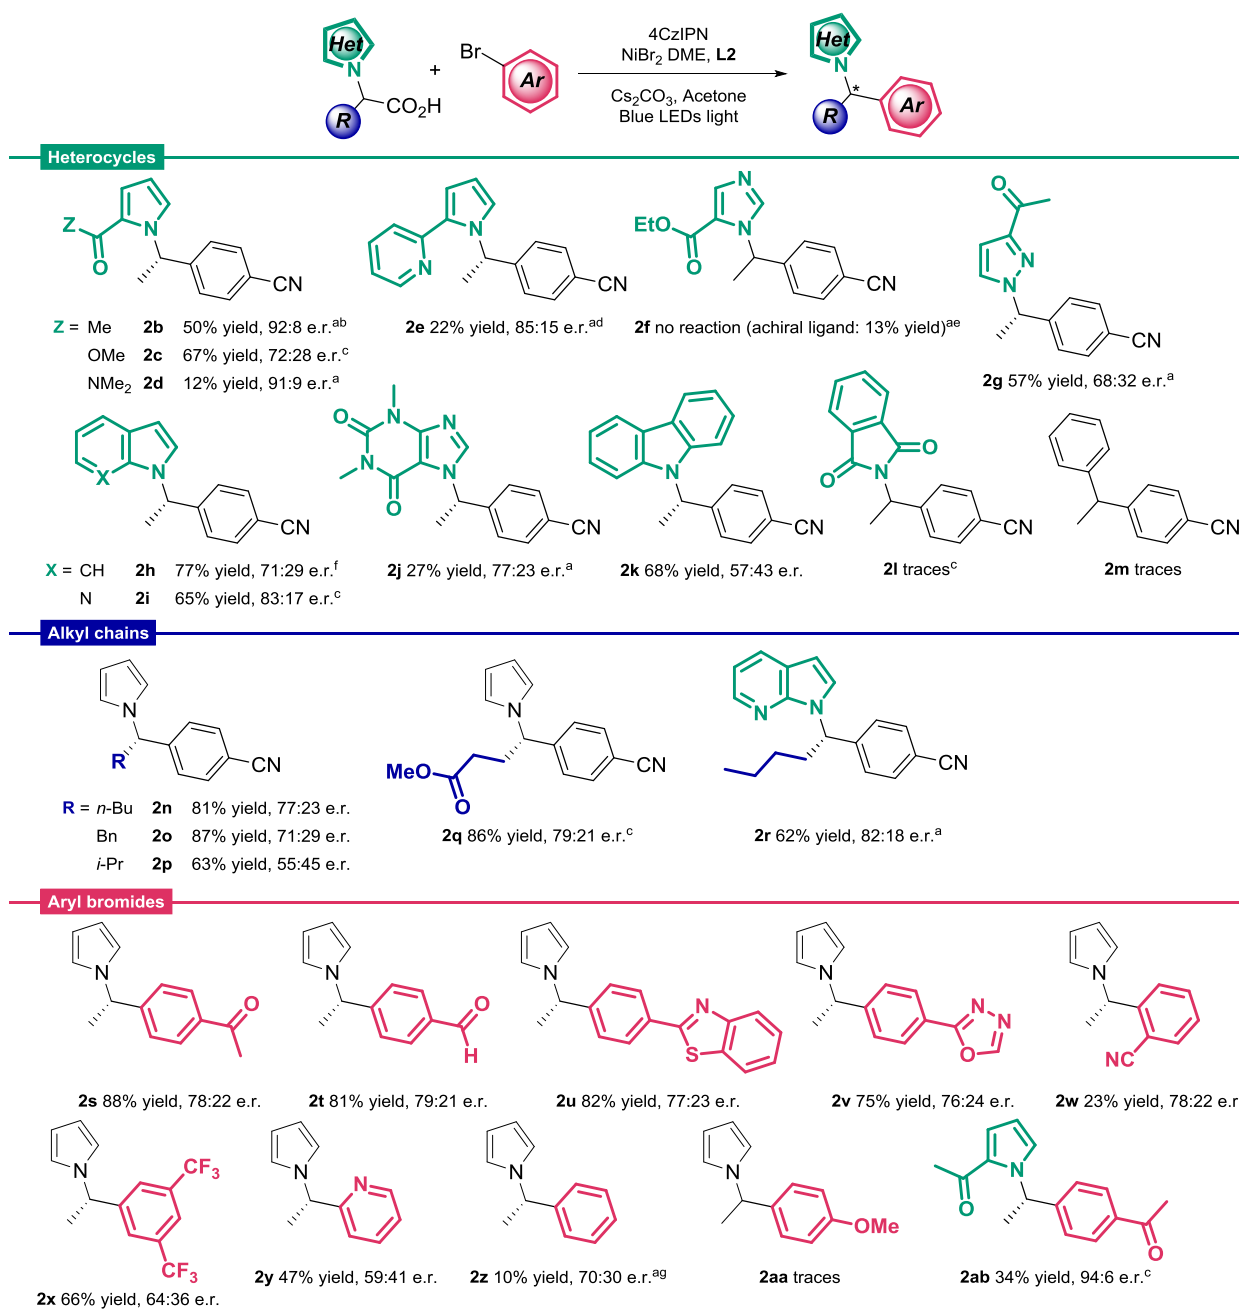 Het
N
R
CO2H
+
Br
Ar
4CzIPN
NiBr2 DME, L2
Cs2CO3, Acetone
Blue LEDs light
Het
N
*
R
Ar
Heterocycles
Z
O
N
CN
Z = Me 2b 50% yield, 92:8 e.r.ab
OMe 2c 67% yield, 72:28 e.r.c
NMe2 2d 12% yield, 91:9 e.r.a
N
N
CN
2e 22% yield, 85:15 e.r.ad
N
EtO
N
O
CN
2f no reaction (achiral ligand: 13% yield)ae
O
N
N
CN
2g 57% yield, 68:32 e.r.a
X
N
CN
X = CH 2h 77% yield, 71:29 e.r.f
N 2i 65% yield, 83:17 e.r.c
O
N
N
N
N
O
CN
2j 27% yield, 77:23 e.r.a
N
CN
2k 68% yield, 57:43 e.r.
O
O
N
CN
2l traces c
CN
2m traces
Alkyl chains
N
R
CN
R = n-Bu 2n 81% yield, 77:23 e.r.
Bn 2o 87% yield, 71:29 e.r.
i-Pr 2p 63% yield, 55:45 e.r.
N
MeO
O
CN
2q 86% yield, 79:21 e.r.c
N
N
CN
2r 62% yield, 82:18 e.r.a
Aryl bromides
N
O
2s 88% yield, 78:22 e.r.
N
O
H
2t 81% yield, 79:21 e.r.
N
N
S
2u 82% yield, 77:23 e.r.
N
N
N
O
2v 75% yield, 76:24 e.r.
N
NC
2w 23% yield, 78:22 e.r
N
CF3
CF3
2x 66% yield, 64:36 e.r.
N
N
2y 47% yield, 59:41 e.r.
N
2z 10% yield, 70:30 e.r.ag
N
OMe
2aa traces
N
O
O
2ab 34% yield, 94:6 e.r.c